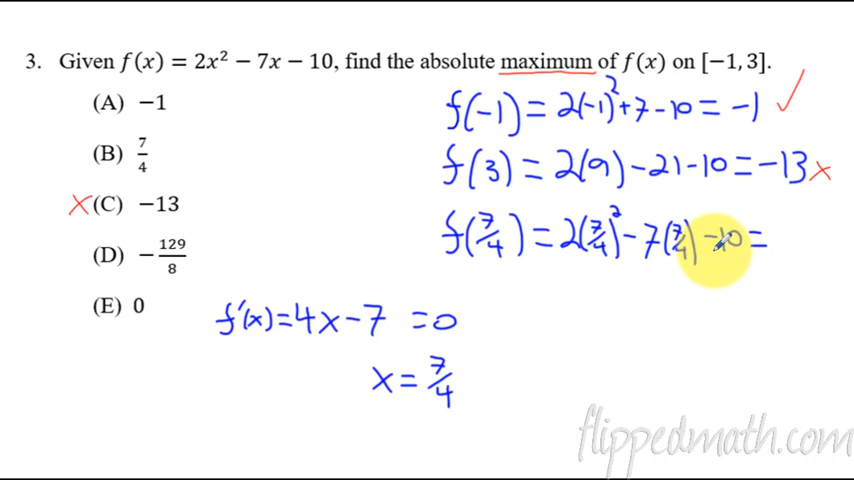 3. Given f(x) = 2x² − 7x − 10, find the absolute maximum of f(x) on [−1, 3].
(A) −1
f(-1) = 2(-1)² + 7 - 10 = -1 ✓
(B) 7/4
f(3) = 2(9) - 21 - 10 = -13 x
x (C) −13
f(7/4) = 2(7/4)² - 7(7/4) - 10 =
(D) −129/8
(E) 0
f'(x) = 4x - 7 = 0
x = 7/4
flippedmath.com